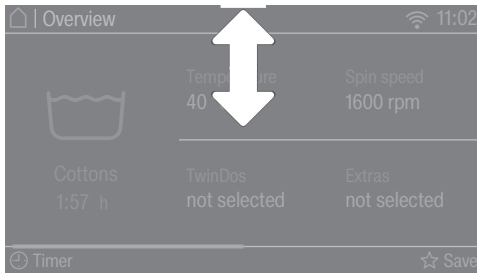 | Overview 11:02
Spin speed
40 1600 rpm
Cottons TwinDos Extras
1:57 h not selected not selected
Timer Save